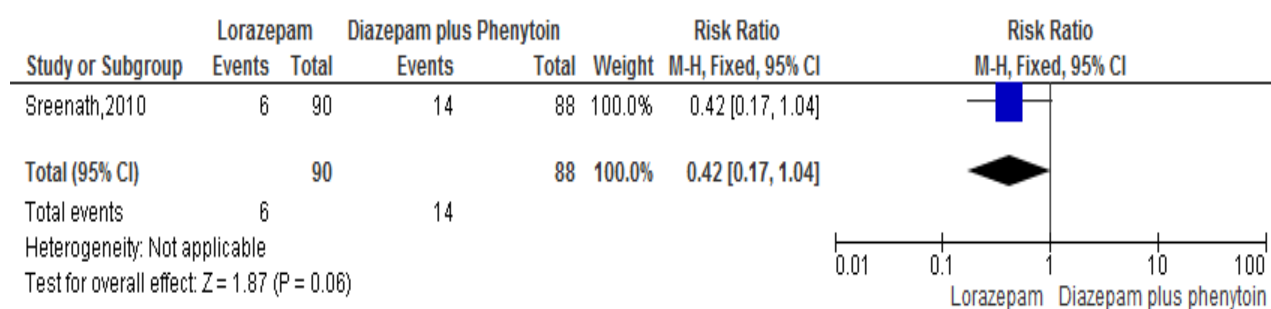 Lorazepam Diazepam plus Phenytoin Risk Ratio Risk Ratio
Study or Subgroup Events Total Events Total Weight M-H, Fixed, 95% CI M-H, Fixed, 95% CI
Sreenath,2010 6 90 14 88 100.0% 0.42 [0.17, 1.04]
Total (95% CI) 90 88 100.0% 0.42 [0.17, 1.04]
Total events 6 14
Heterogeneity: Not applicable
Test for overall effect: Z = 1.87 (P = 0.06)
0.01 0.1 1 10 100
Lorazepam Diazepam plus phenytoin